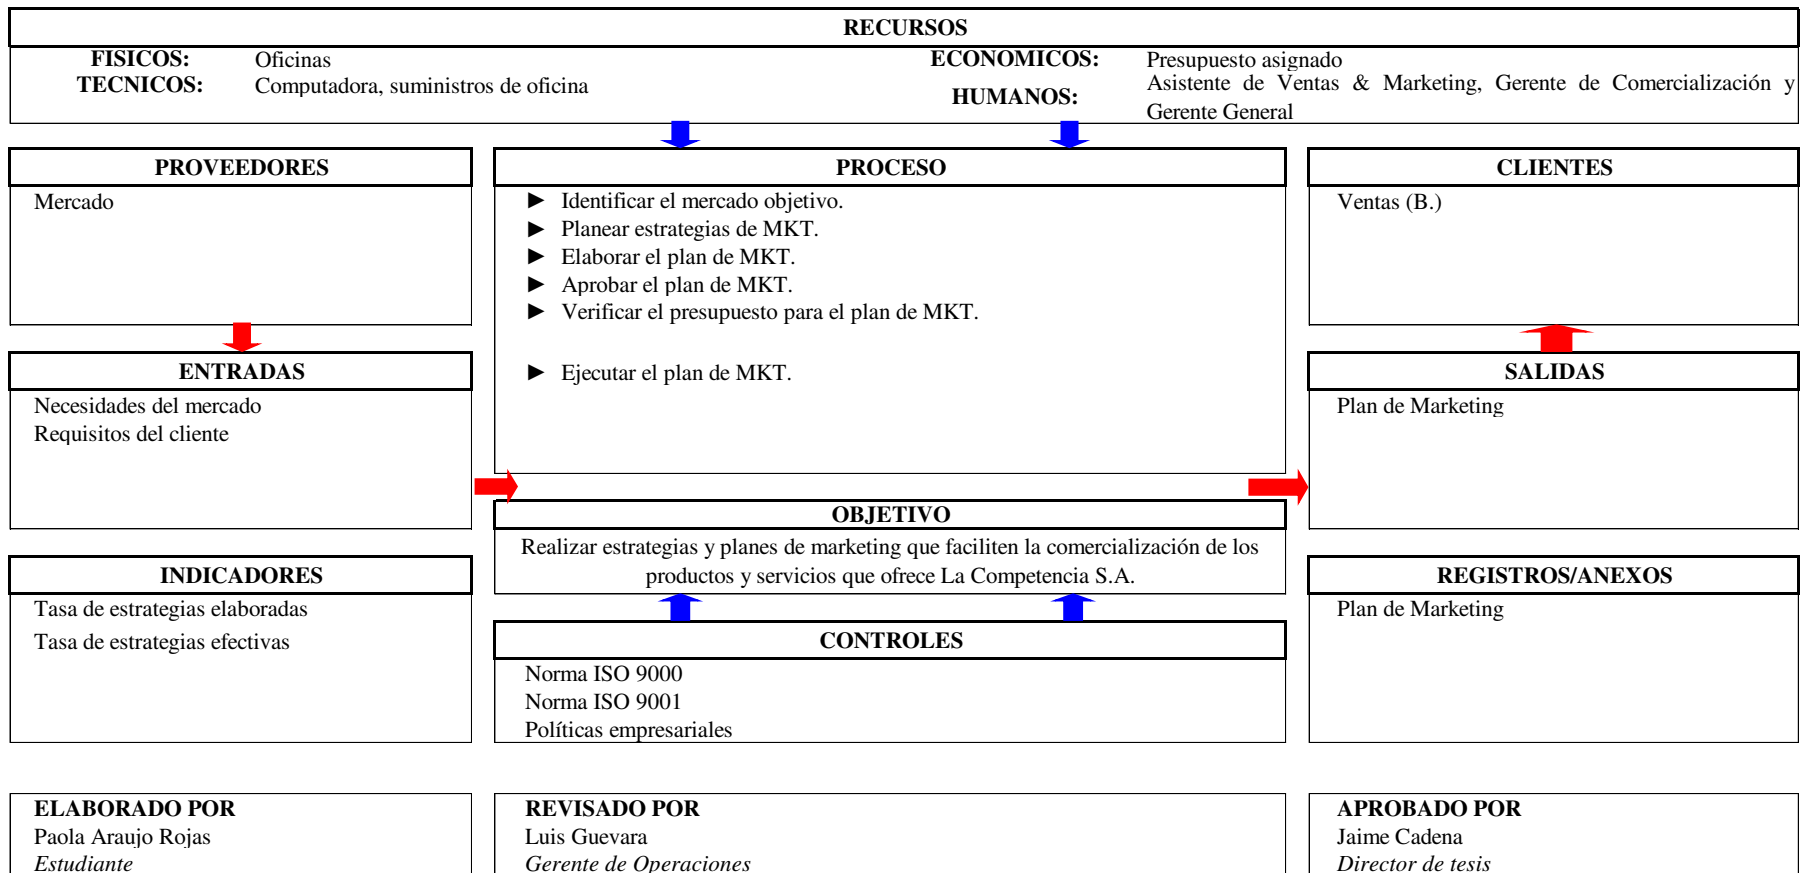 RECURSOS
FISICOS: Oficinas
TECNICOS: Computadora, suministros de oficina
ECONOMICOS: Presupuesto asignado
HUMANOS: Asistente de Ventas & Marketing, Gerente de Comercialización y
Gerente General
PROVEEDORES
Mercado
ENTRADAS
Necesidades del mercado
Requisitos del cliente
INDICADORES
Tasa de estrategias elaboradas
Tasa de estrategias efectivas
PROCESO
► Identificar el mercado objetivo.
► Planear estrategias de MKT.
► Elaborar el plan de MKT.
► Aprobar el plan de MKT.
► Verificar el presupuesto para el plan de MKT.
► Ejecutar el plan de MKT.
OBJETIVO
Realizar estrategias y planes de marketing que faciliten la comercialización de los
productos y servicios que ofrece La Competencia S.A.
CONTROLES
Norma ISO 9000
Norma ISO 9001
Políticas empresariales
CLIENTES
Ventas (B.)
SALIDAS
Plan de Marketing
REGISTROS/ANEXOS
Plan de Marketing
ELABORADO POR
Paola Araujo Rojas
Estudiante
REVISADO POR
Luis Guevara
Gerente de Operaciones
APROBADO POR
Jaime Cadena
Director de tesis